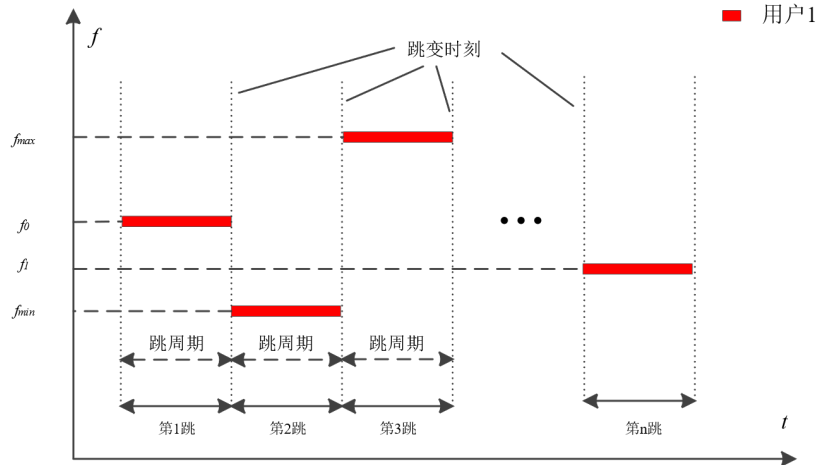 用户1
f
跳变时刻
fmax
f0
f1
fmin
跳周期 跳周期 跳周期
第1跳 第2跳 第3跳 第n跳
t